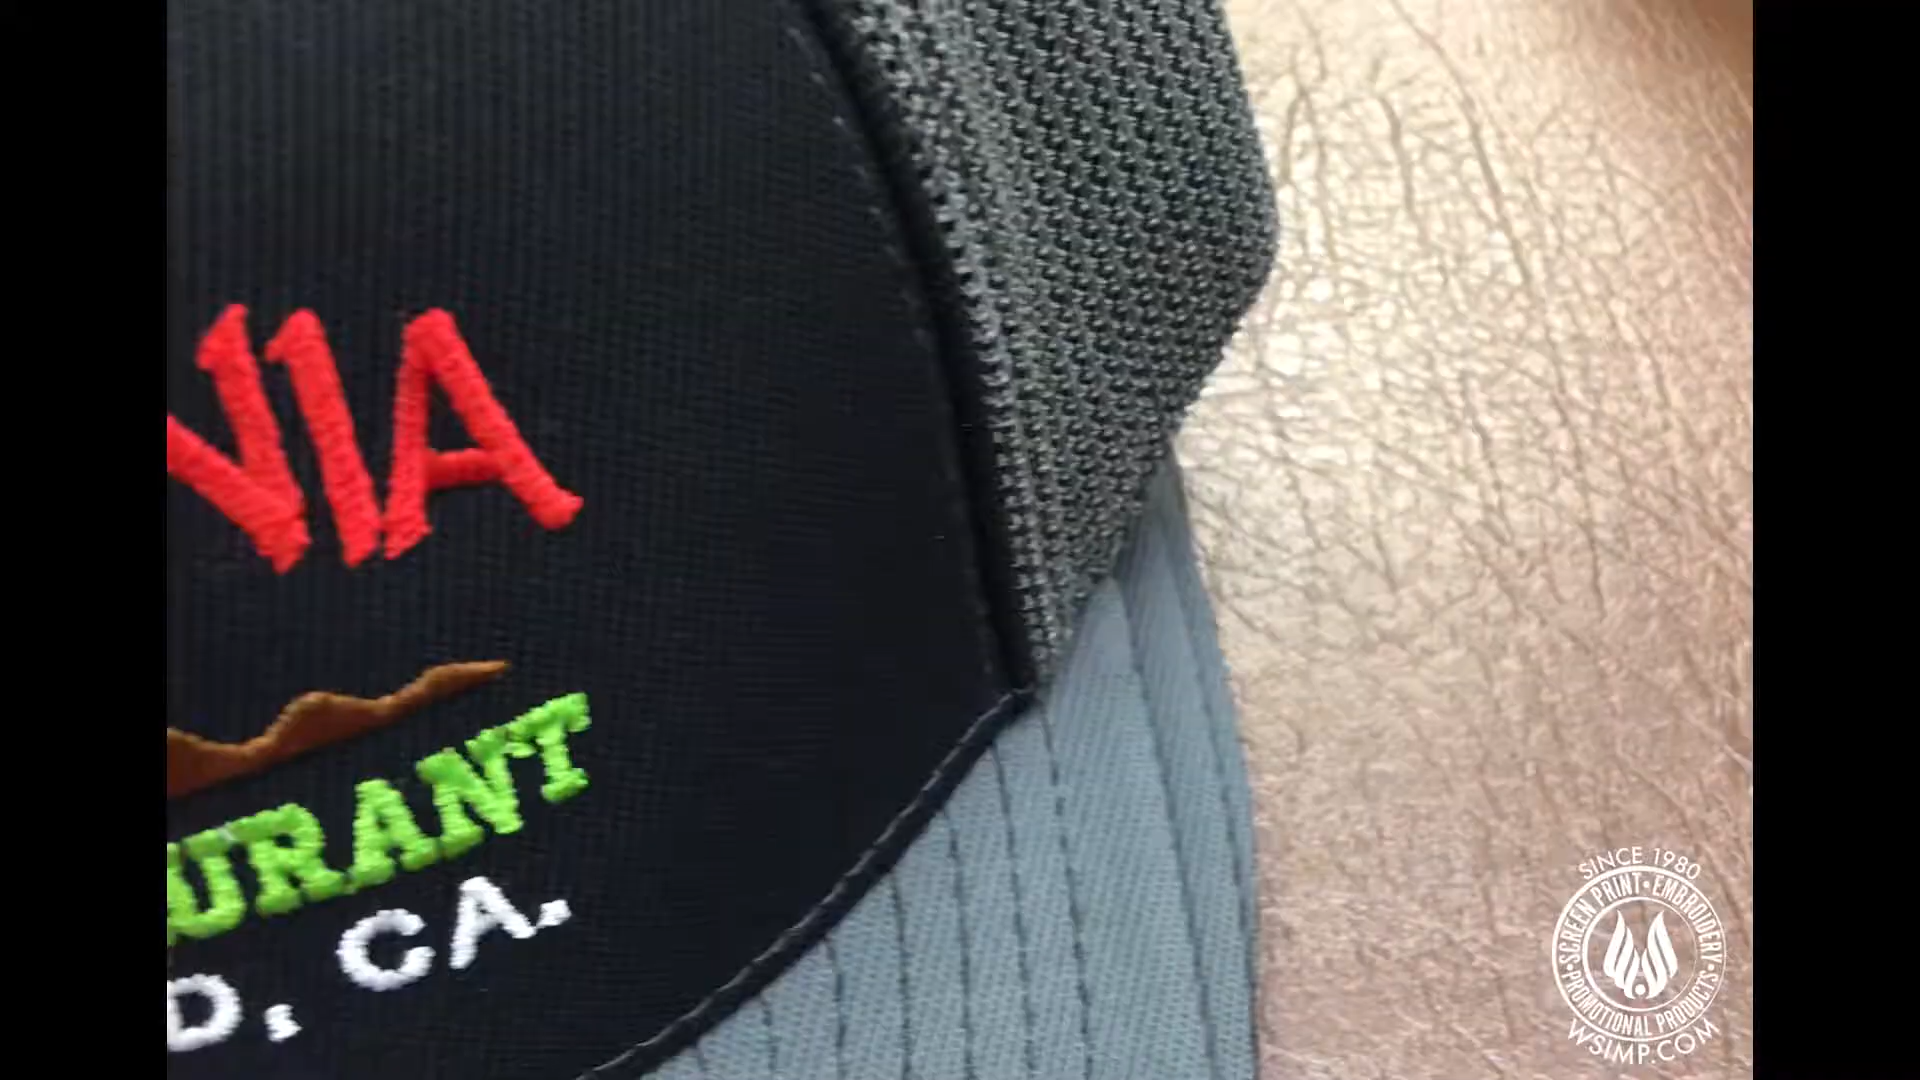 NIA
URANT
D, CA.
SINCE 1980
SCREEN PRINT • EMBROIDERY
• PROMOTIONAL PRODUCTS •
WSIMP.COM